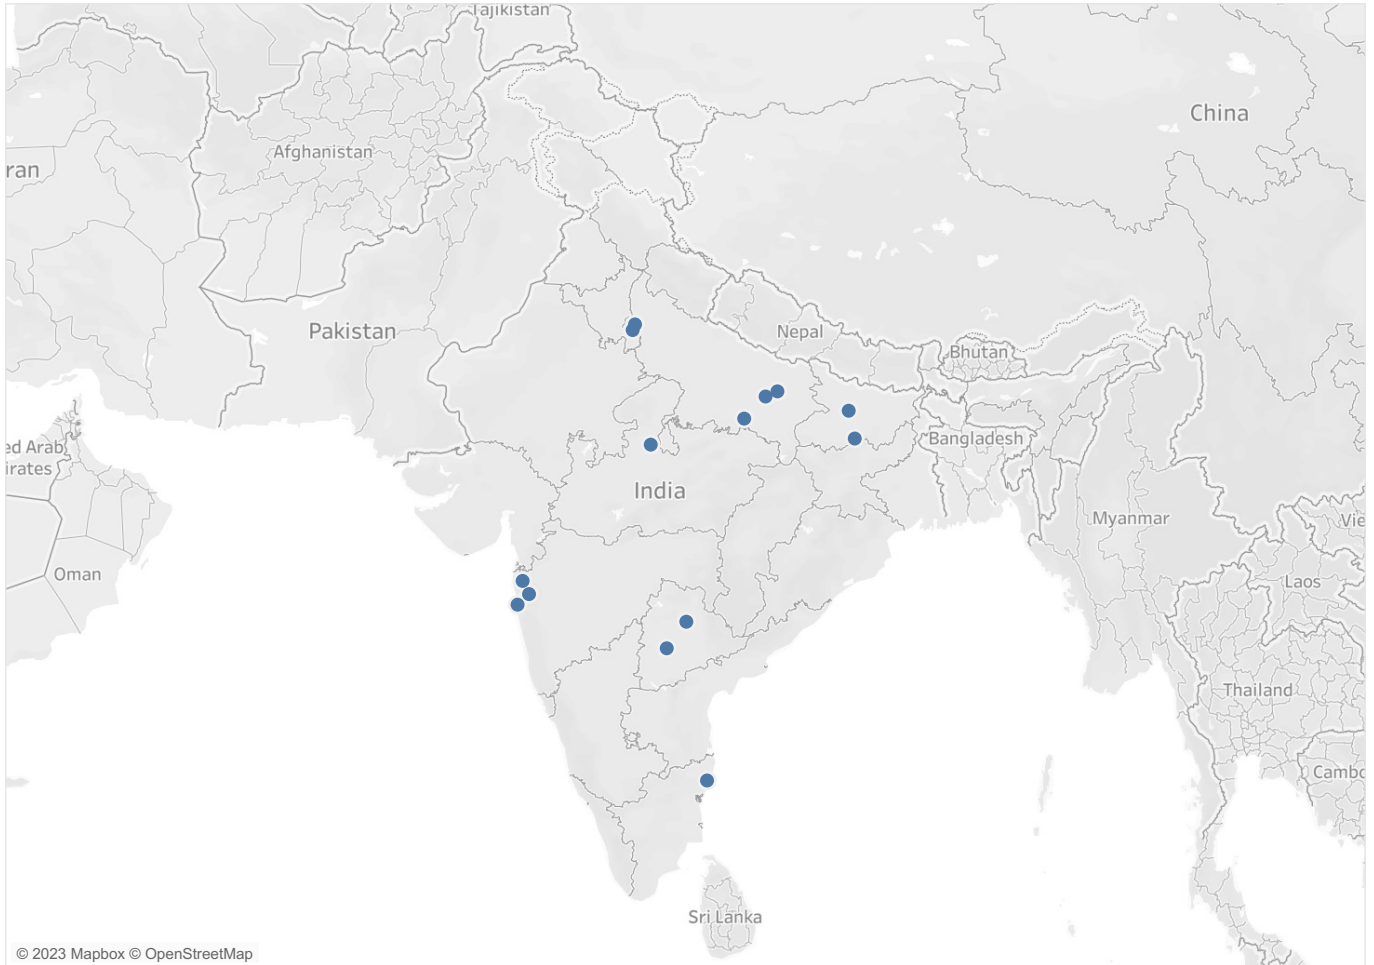 Tajikistan
China
Afghanistan
ran
Pakistan
Nepal
Bhutan
ed Arab
irates
Bangladesh
India
Myanmar
Vie
Oman
Laos
Thailand
Cambo
Sri Lanka
© 2023 Mapbox © OpenStreetMap